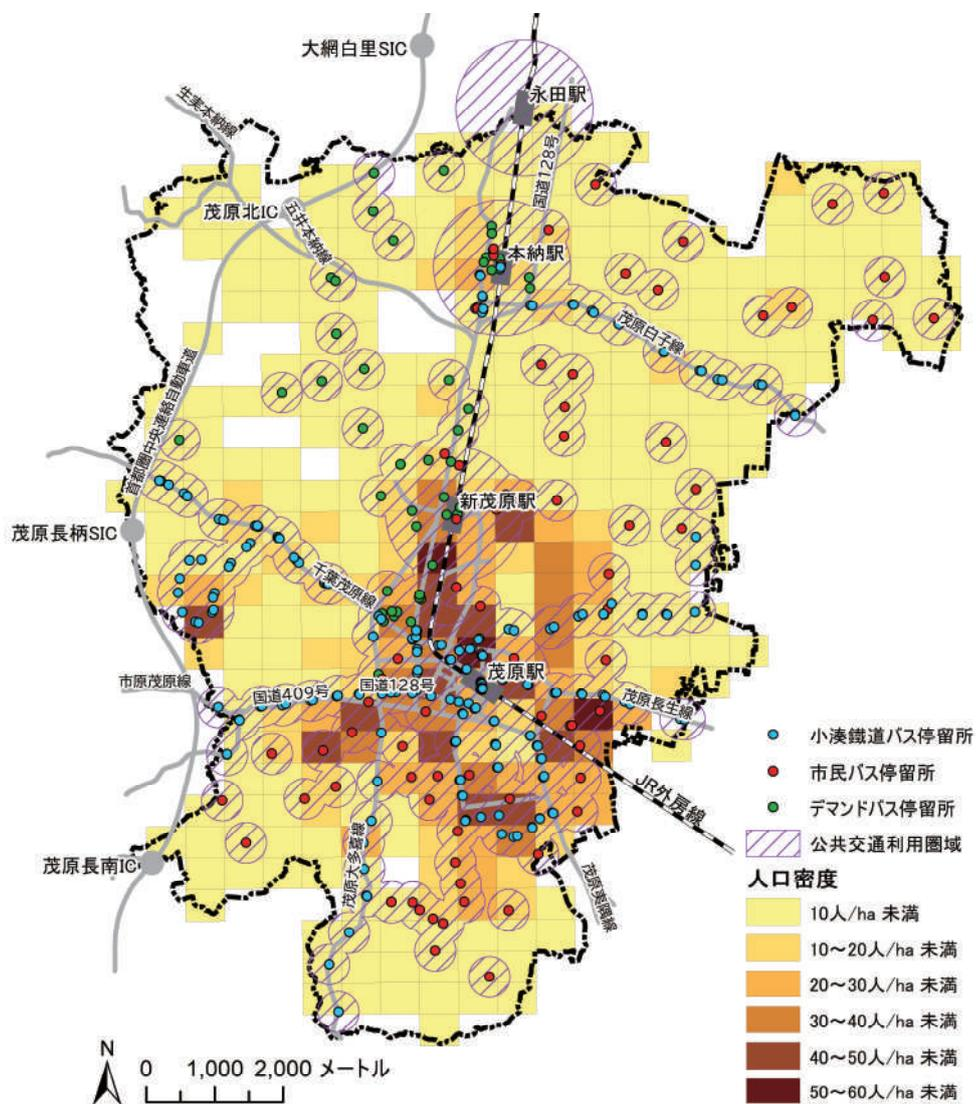 大網白里SIC
永田駅
生実本納線
国道128号
茂原北IC
五井本納線
本納駅
茂原白子線
首都圏中央連絡自動車道
新茂原駅
茂原長柄SIC
千葉茂原線
茂原駅
市原茂原線
国道409号
国道128号
茂原長生線
小湊鐵道バス停留所
市民バス停留所
JR外房線
デマンドバス停留所
公共交通利用圏域
茂原長南IC
茂原大多喜線
茂原夷隅線
人口密度
10人/ha 未満
10～20人/ha 未満
20～30人/ha 未満
30～40人/ha 未満
40～50人/ha 未満
50～60人/ha 未満
N
0 1,000 2,000 メートル